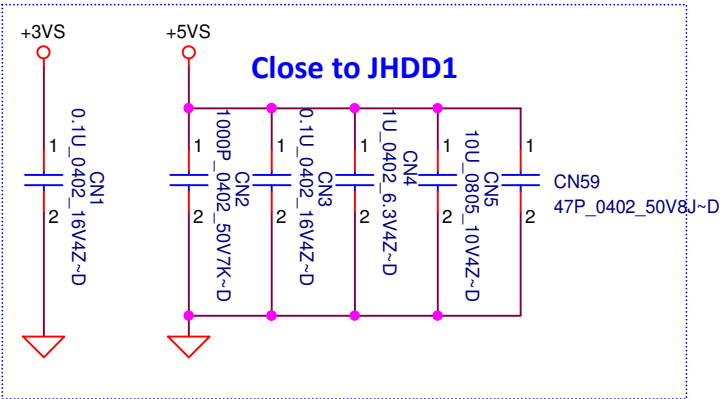 +3VS
+5VS
Close to JHDD1
1
2
CN1
0.1U_0402_16V4Z~D
1
2
CN2
1000P_0402_50V7K~D
1
2
CN3
0.1U_0402_16V4Z~D
1
2
CN4
1U_0402_6.3V4Z~D
1
2
CN5
10U_0805_10V4Z~D
1
2
CN59
47P_0402_50V8J~D